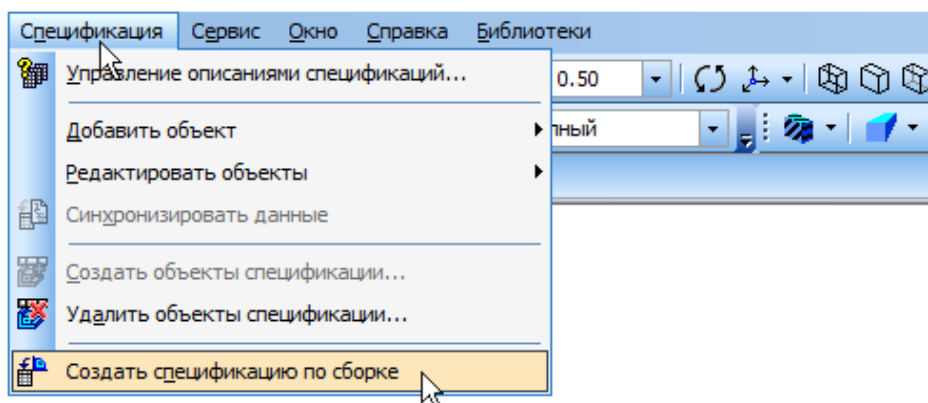 Спецификация Сервис Окно Справка Библиотеки
Управление описаниями спецификаций...
0.50
Добавить объект
пный
Редактировать объекты
Синхронизировать данные
Создать объекты спецификации...
Удалить объекты спецификации...
Создать спецификацию по сборке